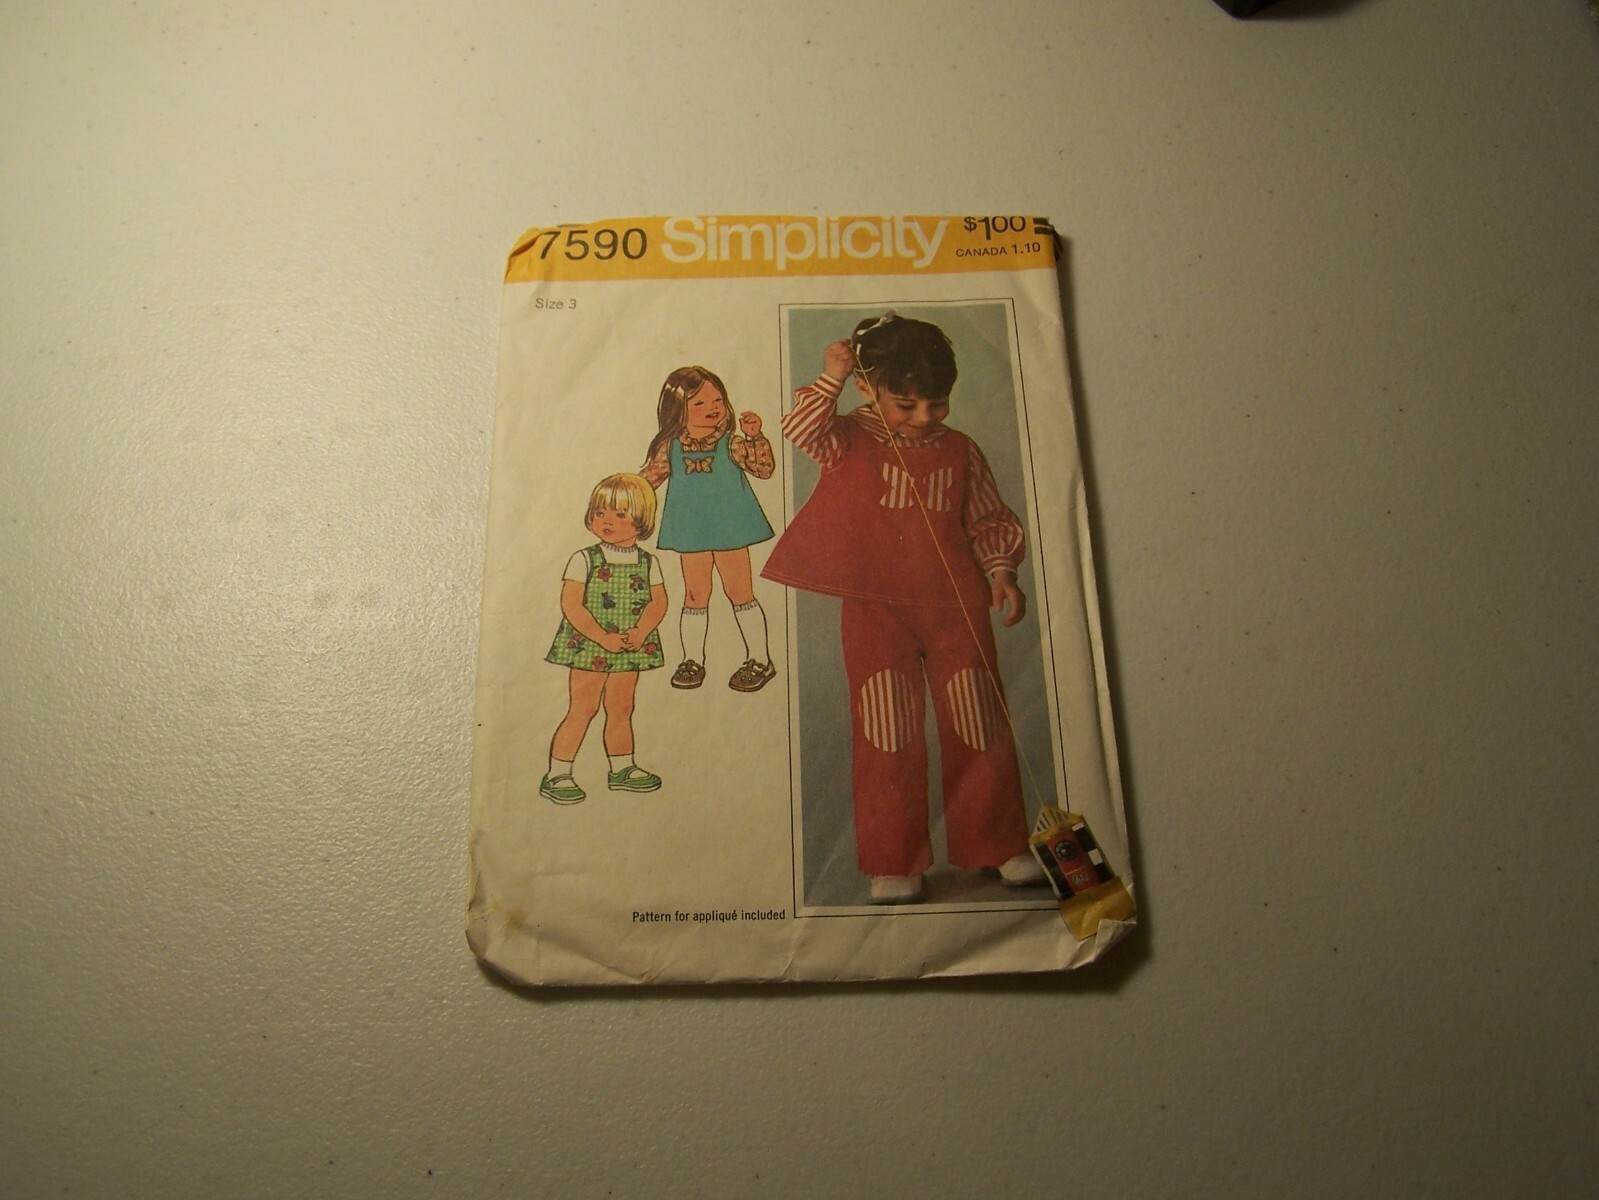 7590 Simplicity $1.00
CANADA 1.10
Size 3
Pattern for appliqué included